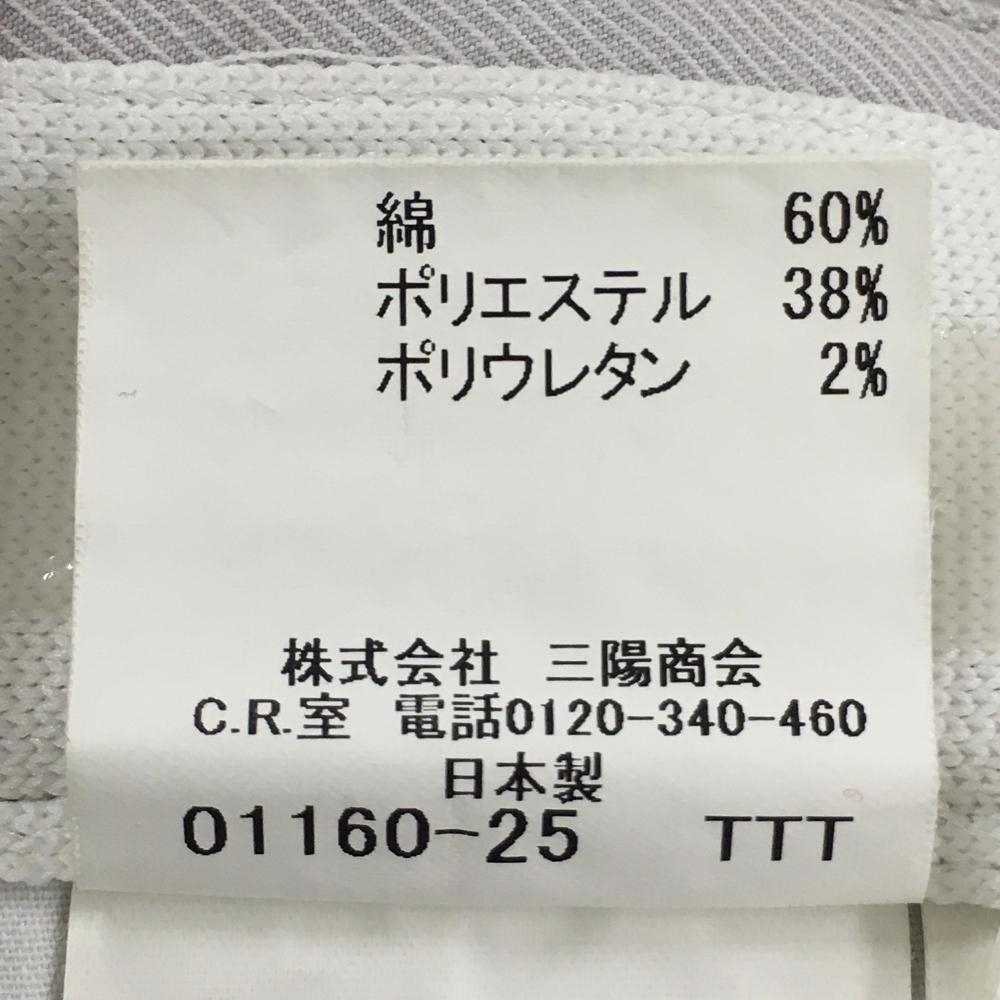 綿 60%
ポリエステル 38%
ポリウレタン 2%
株式会社 三陽商会
C.R.室 電話0120-340-460
日本製
01160-25 TTT